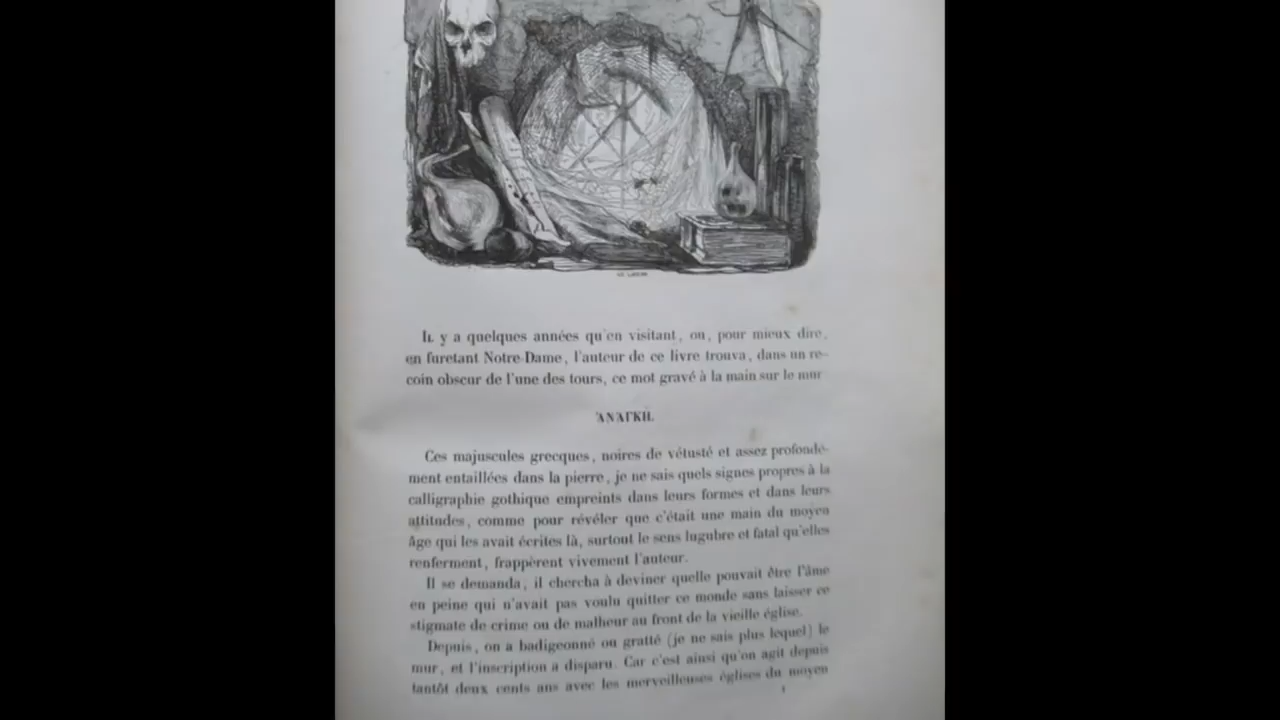 IL y a quelques années qu'en visitant, ou, pour mieux dire,
en furetant Notre-Dame, l'auteur de ce livre trouva, dans un re-
coin obscur de l'une des tours, ce mot gravé à la main sur le mur
ἈΝΆΓΚΗ.
Ces majuscules grecques, noires de vétusté et assez profondé-
ment entaillées dans la pierre, je ne sais quels signes propres à la
calligraphie gothique empreints dans leurs formes et dans leurs
attitudes, comme pour révéler que c'était une main du moyen
âge qui les avait écrites là, surtout le sens lugubre et fatal qu'elles
renferment, frappèrent vivement l'auteur.
Il se demanda, il chercha à deviner quelle pouvait être l'âme
en peine qui n'avait pas voulu quitter ce monde sans laisser ce
stigmate de crime ou de malheur au front de la vieille église.
Depuis, on a badigeonné ou gratté (je ne sais plus lequel) le
mur, et l'inscription a disparu. Car c'est ainsi qu'on agit depuis
tantôt deux cents ans avec les merveilleuses églises du moyen